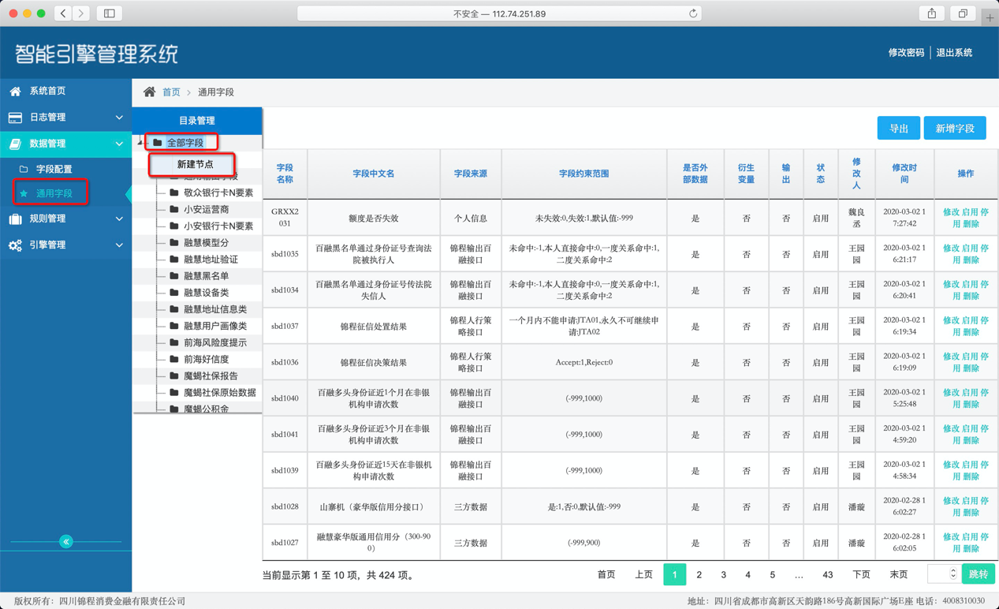 不安全 — 112.74.251.89
智能引擎管理系统
修改密码 | 退出系统
系统首页
日志管理
数据管理
字段配置
通用字段
规则管理
引擎管理
首页 > 通用字段
目录管理
全部字段
新建节点
敬众银行卡N要素
小安运营商
小安银行卡N要素
融慧模型分
融慧地址验证
融慧黑名单
融慧设备类
融慧地址信息类
融慧用户画像类
前海风险度提示
前海好信度
魔蝎社保报告
魔蝎社保原始数据
魔蝎公积金
导出 新增字段
字段名称 字段中文名 字段来源 字段约束范围 是否外部数据 衍生变量 输出 状态 修改人 修改时间 操作
GRXX2031 额度是否失效 个人信息 未失效:0,失效:1,默认值:-999 是 否 否 启用 魏良丞 2020-03-02 17:27:42 修改 启用 停用 删除
sbd1035 百融黑名单通过身份证号查询法院被执行人 锦程输出百融接口 未命中:-1,本人直接命中:0,一度关系命中:1,二度关系命中:2 是 否 否 启用 王园园 2020-03-02 16:21:17 修改 启用 停用 删除
sbd1034 百融黑名单通过身份证号传法院失信人 锦程输出百融接口 未命中:-1,本人直接命中:0,一度关系命中:1,二度关系命中:2 是 否 否 启用 王园园 2020-03-02 16:20:41 修改 启用 停用 删除
sbd1037 锦程征信处置结果 锦程人行策略接口 一个月内不能申请:JTA01,永久不可继续申请:JTA02 是 否 否 启用 王园园 2020-03-02 16:19:34 修改 启用 停用 删除
sbd1036 锦程征信决策结果 锦程人行策略接口 Accept:1,Reject:0 是 否 否 启用 王园园 2020-03-02 16:19:09 修改 启用 停用 删除
sbd1040 百融多头身份证近1个月在非银机构申请次数 锦程输出百融接口 (-999,1000) 是 否 否 启用 王园园 2020-03-02 15:25:48 修改 启用 停用 删除
sbd1041 百融多头身份证近3个月在非银机构申请次数 锦程输出百融接口 (-999,1000) 是 否 否 启用 王园园 2020-03-02 14:59:20 修改 启用 停用 删除
sbd1039 百融多头身份证近15天在非银机构申请次数 锦程输出百融接口 (-999,1000) 是 否 否 启用 王园园 2020-03-02 14:58:34 修改 启用 停用 删除
sbd1028 山寨机（豪华版信用分接口） 三方数据 是:1,否:0,默认值:-999 是 否 否 启用 潘璇 2020-02-28 16:02:27 修改 启用 停用 删除
sbd1027 融慧豪华版通用信用分（300-900） 三方数据 (-999,900) 是 否 否 启用 潘璇 2020-02-28 16:02:05 修改 启用 停用 删除
当前显示第 1 至 10 项，共 424 项。 首页 上页 1 2 3 4 5 … 43 下页 末页 跳转
版权所有：四川锦程消费金融有限责任公司 地址：四川省成都市高新区天韵路186号高新国际广场E座 电话：4008310030